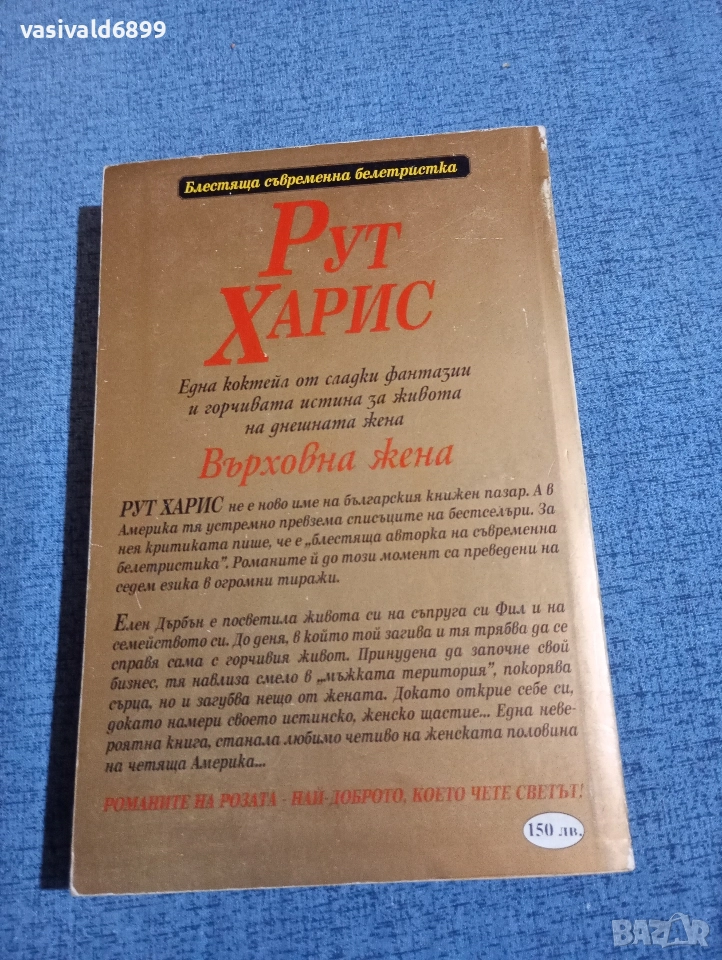 vasivald6899
Блестяща съвременна белетристка
РУТ
ХАРИС
Една коктейл от сладки фантазии
и горчивата истина за живота
на днешната жена
Върховна жена
РУТ ХАРИС не е ново име на българския книжен пазар. А в
Америка тя устремно превзема списъците на бестселъри. За
нея критиката пише, че е „блестяща авторка на съвременна
белетристика". Романите й до този момент са преведени на
седем езика в огромни тиражи.
Елен Дърбън е посветила живота си на съпруга си Фил и на
семейството си. До деня, в който той загива и тя трябва да се
справя сама с горчивия живот. Принудена да започне свой
бизнес, тя навлиза смело в „мъжката територия", покорява
сърца, но и загубва нещо от жената. Докато открие себе си,
докато намери своето истинско, женско щастие... Една неве-
роятна книга, станала любимо четиво на женската половина
на четяща Америка...
РОМАНИТЕ НА РОЗАТА - НАЙ-ДОБРОТО, КОЕТО ЧЕТЕ СВЕТЪТ!
150 лв.
BAZAR